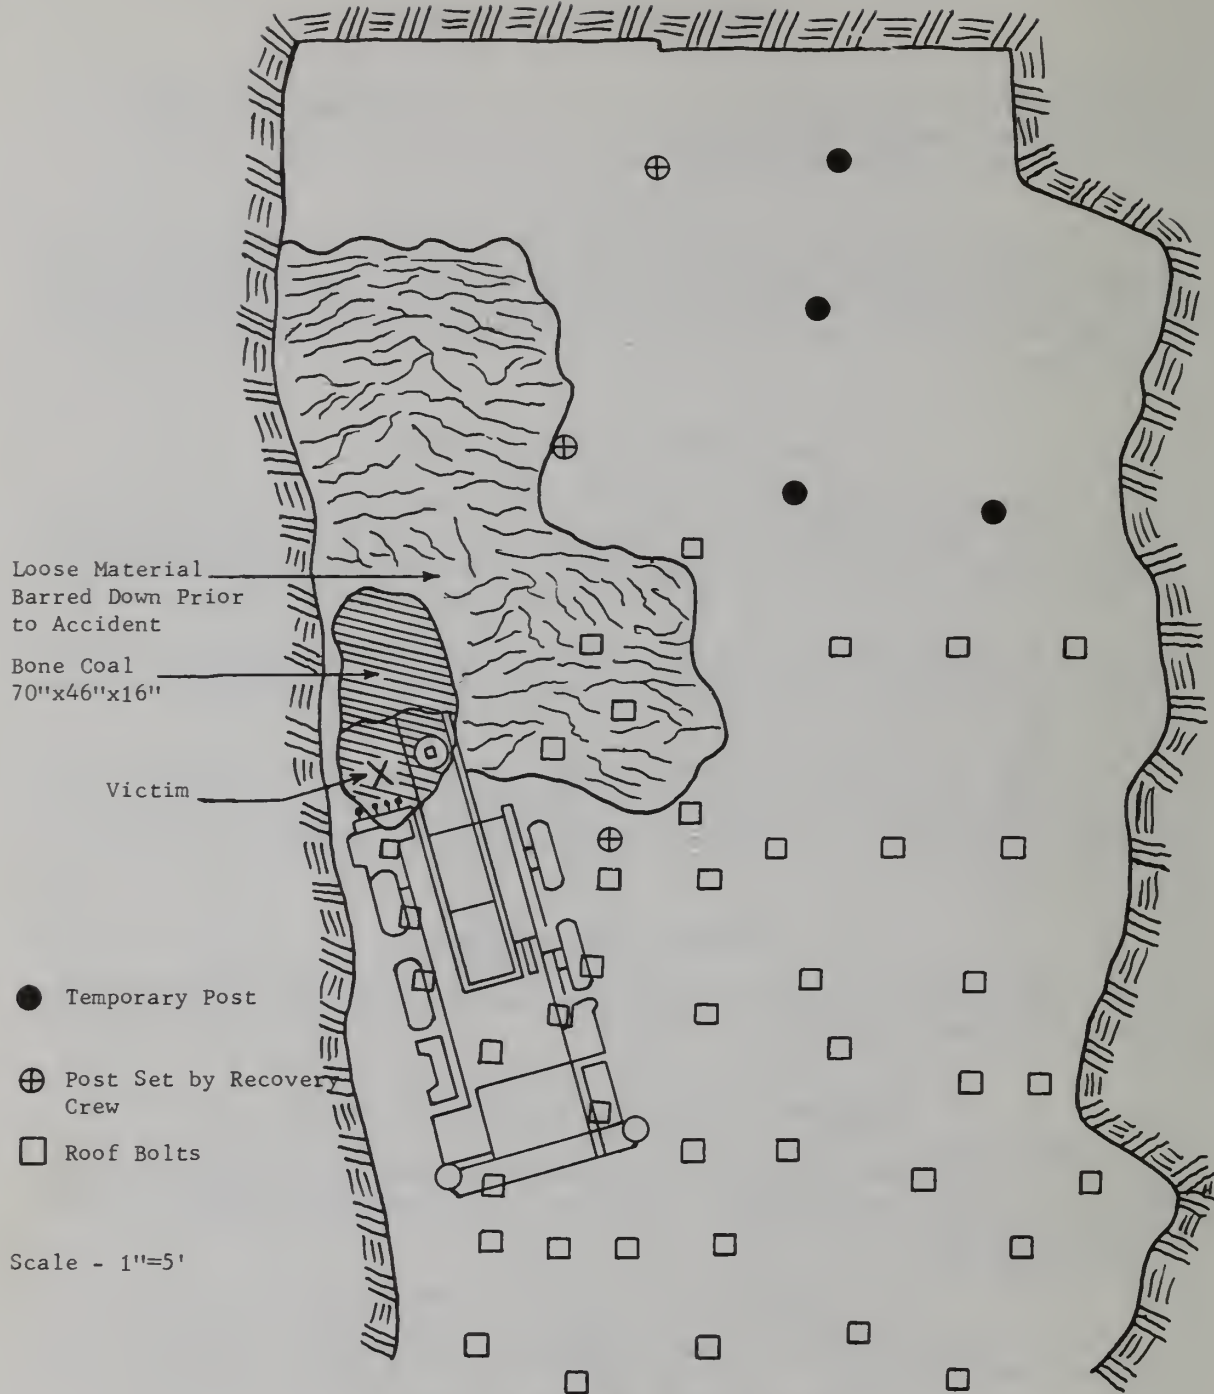 Loose Material
Barred Down Prior
to Accident
Bone Coal
70"x46"x16"
Victim
Temporary Post
Post Set by Recovery
Crew
Roof Bolts
Scale - 1"=5'